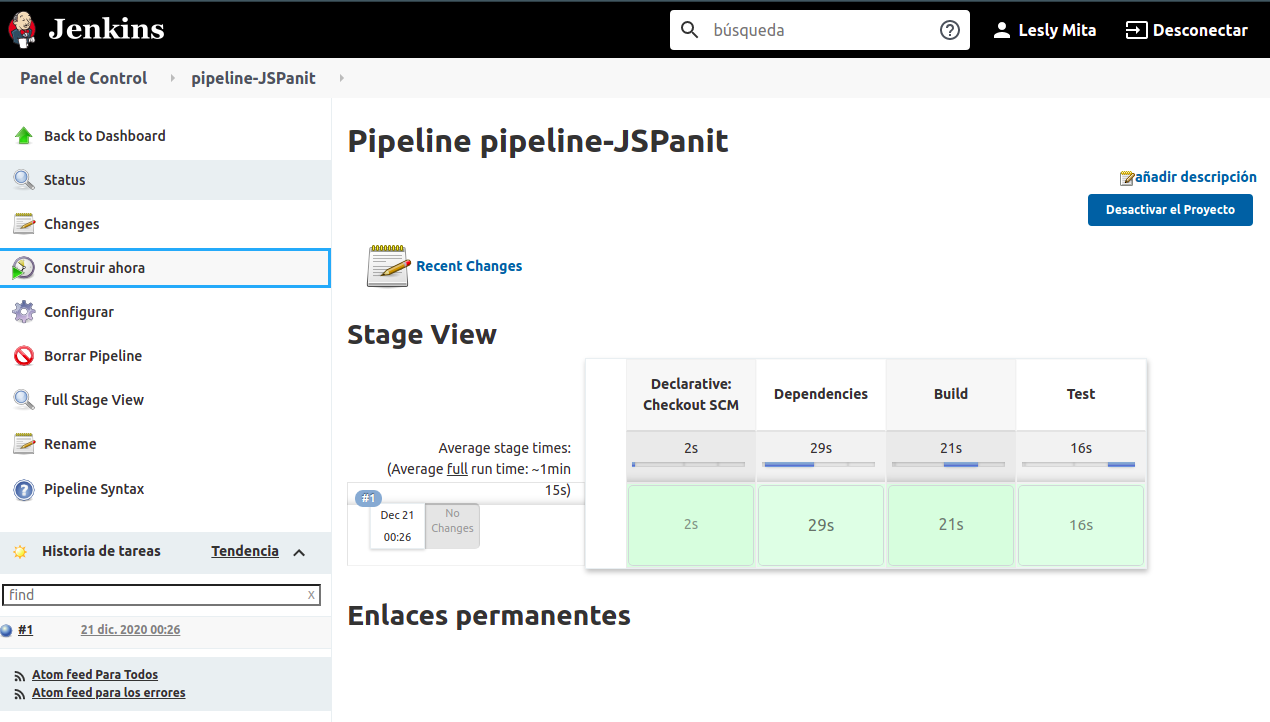 Jenkins
búsqueda
Lesly Mita
Desconectar
Panel de Control
pipeline-JSPanit
Back to Dashboard
Status
Changes
Construir ahora
Configurar
Borrar Pipeline
Full Stage View
Rename
Pipeline Syntax
Historia de tareas
Tendencia
find
x
#1
21 dic. 2020 00:26
Atom feed Para Todos
Atom feed para los errores
Pipeline pipeline-JSPanit
añadir descripción
Desactivar el Proyecto
Recent Changes
Stage View
Declarative:
Checkout SCM
Dependencies
Build
Test
Average stage times:
(Average full run time: ~1min
15s)
2s
29s
21s
16s
#1
Dec 21
00:26
No
Changes
2s
29s
21s
16s
Enlaces permanentes